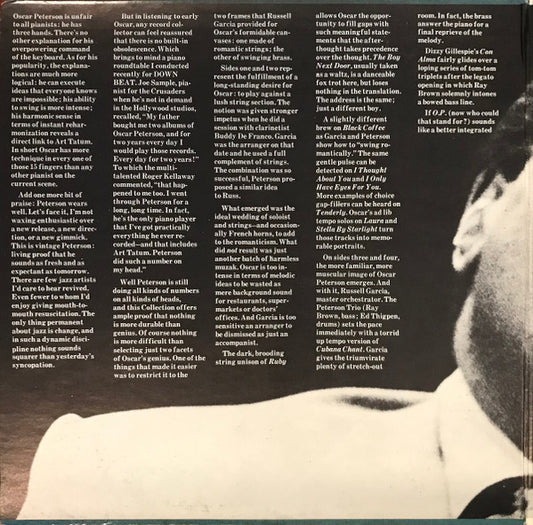 Oscar Peterson is unfair
to all pianists: he has
three hands. There's no
other explanation for his
overpowering command
of the keyboard. As for his
popularity, the explana-
tions are much more
logical: he can execute
ideas that everyone knows
are impossible; his ability
to swing is more intense;
his harmonic sense in
terms of instant rehar-
monization reveals a
direct link to Art Tatum.
In short Oscar has more
technique in every one of
those 15 fingers than any
other pianist on the
current scene.
Add one more bit of
praise: Peterson wears
well. Let's face it, I'm not
waxing enthusiastic over
a new release, a new direc-
tion, or a new gimmick.
This is vintage Peterson:
living proof that he
sounds as fresh and as
expectant as tomorrow.
There are few jazz artists
I'd care to hear revived.
Even fewer to whom I'd
enjoy giving mouth-to-
mouth resuscitation. The
only thing permanent
about jazz is change, and
in such a dynamic disci-
pline nothing sounds
squarer than yesterday's
syncopation.
But in listening to early
Oscar, any record col-
lector can feel reassured
that there is no built-in
obsolescence. Which
brings to mind a piano
roundtable I conducted
recently for DOWN
BEAT. Joe Sample, pia-
nist for the Crusaders
when he's not in demand
in the Hollywood studios,
recalled, "My father
bought me two albums of
Oscar Peterson, and for
two years every day I
would play those records.
Every day for two years!"
To which the multi-
talented Roger Kellaway
commented, "that hap-
pened to me too. I went
through Peterson for a
long, long time. In fact,
he's the only piano player
that I've got practically
everything he ever re-
corded—and that includes
Art Tatum. Peterson
did such a number on
my head."
Well Peterson is still
doing all kinds of numbers
on all kinds of heads,
and this Collection offers
ample proof that nothing
is more durable than
genius. Of course nothing
is more difficult than
selecting just two facets
of Oscar's genius. One of the
things that made it easier
was to restrict it to the
two frames that Russell
Garcia provided for
Oscar's formidable can-
vases: one made of
romantic strings; the
other of swinging brass.
Sides one and two rep-
resent the fulfillment of a
long-standing desire for
Oscar: to play against a
lush string section. The
notion was given stronger
impetus when he did a
session with clarinetist
Buddy De Franco. Garcia
was the arranger on that
date and he used a full
complement of strings.
The combination was so
successful, Peterson pro-
posed a similar idea
to Russ.
What emerged was the
ideal wedding of soloist
and strings—and occasion-
ally French horns, to add
to the romanticism. What
did not result was just
another batch of harmless
muzak. Oscar is too in-
tense in terms of melodic
ideas to be wasted as
mere background sound
for restaurants, super-
markets or doctors'
offices. And Garcia is too
sensitive an arranger to
be dismissed as just an
accompanist.
The dark, brooding
string unison of Ruby
allows Oscar the oppor-
tunity to fill gaps with
such meaningful state-
ments that the after-
thought takes precedence
over the thought. The Boy
Next Door, usually taken
as a waltz, is a danceable
fox trot here, but loses
nothing in the translation.
The address is the same;
just a different boy.
A slightly different
brew on Black Coffee
as Garcia and Peterson
show how to "swing ro-
mantically." The same
gentle pulse can be
detected on I Thought
About You and I Only
Have Eyes For You.
More examples of choice
gap-fillers can be heard on
Tenderly. Oscar's ad lib
tempo solos on Laura and
Stella By Starlight turn
those tracks into memo-
rable portraits.
On sides three and four,
the more familiar, more
muscular image of Oscar
Peterson emerges. And
with it, Russell Garcia,
master orchestrator. The
Peterson Trio (Ray
Brown, bass; Ed Thigpen,
drums) sets the pace
immediately with a torrid
up tempo version of
Cubana Chant. Garcia
gives the triumvirate
plenty of stretch-out
room. In fact, the brass
answer the piano for a
final reprieve of the
melody.
Dizzy Gillespie's Con
Alma fairly glides over a
loping series of tom-tom
triplets after the legato
opening in which Ray
Brown solemnly intones
a bowed bass line.
If O.P. (now who could
that stand for?) sounds
like a better integrated